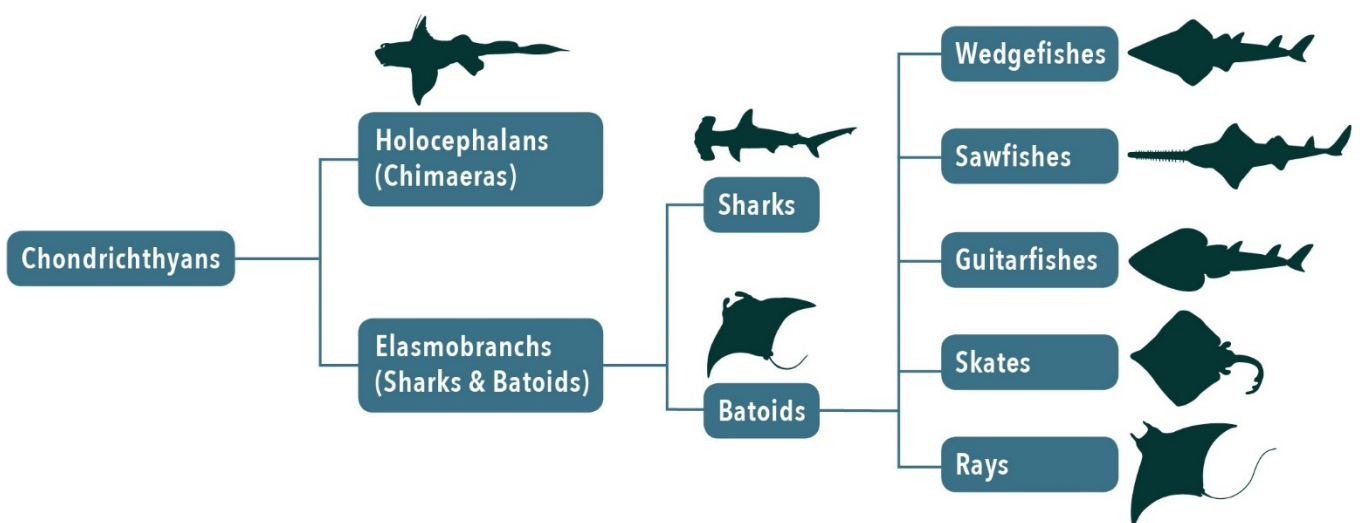 Chondrichthyans
Holocephalans
(Chimaeras)
Elasmobranchs
(Sharks & Batoids)
Sharks
Batoids
Wedgefishes
Sawfishes
Guitarfishes
Skates
Rays